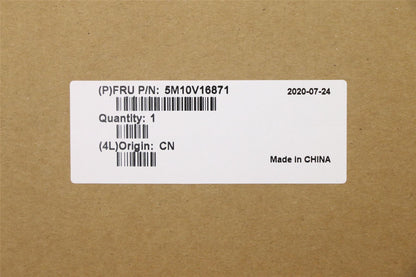 (P)FRU P/N: 5M10V16871 2020-07-24
Quantity: 1
(4L)Origin: CN
Made in CHINA